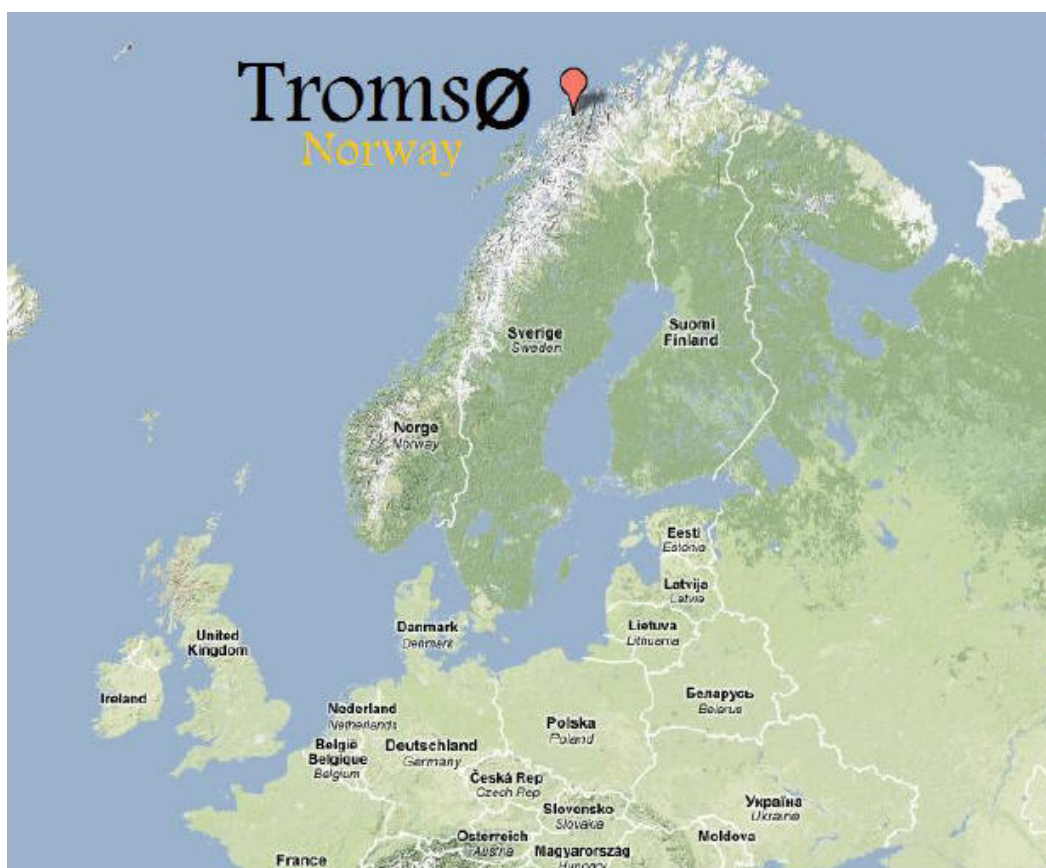 Tromsø
Norway
Sverige
Sweden
Suomi
Finland
Norge
Norway
Eesti
Estonia
Latvija
Latvia
Danmark
Denmark
Lietuva
Lithuania
United
Kingdom
Ireland
Беларусь
Belarus
Nederland
Netherlands
Polska
Poland
België
Belgique
Belgium
Deutschland
Germany
Česká Rep
Czech Rep
Slovensko
Slovakia
Україна
Ukraine
Österreich
Austria
Moldova
Magyarország
Hungary
France